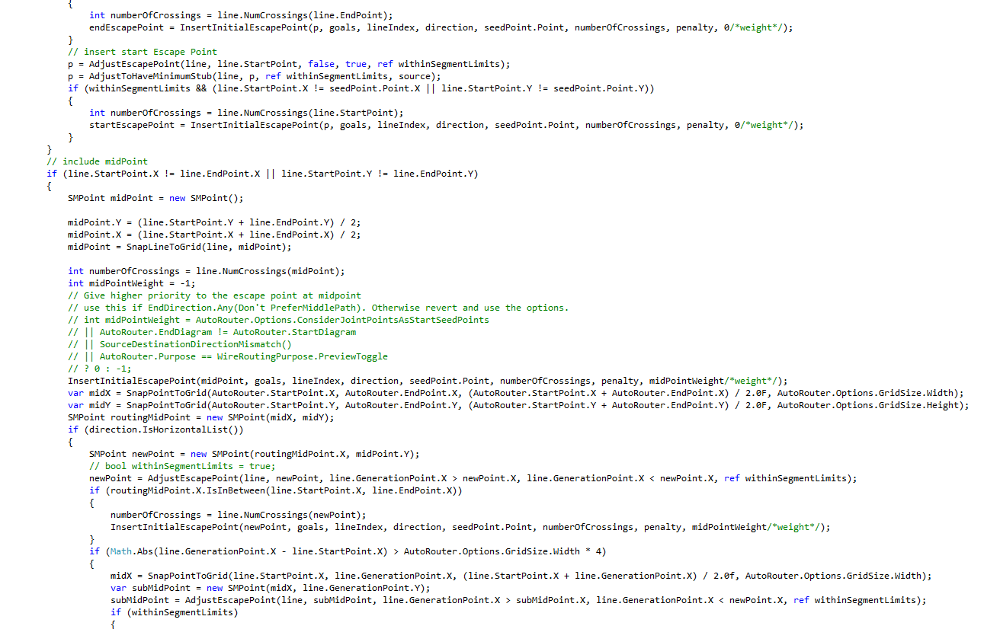 {
int numberOfCrossings = line.NumCrossings(line.EndPoint);
endEscapePoint = InsertInitialEscapePoint(p, goals, lineIndex, direction, seedPoint.Point, numberOfCrossings, penalty, 0/*weight*/);
}
// insert start Escape Point
p = AdjustEscapePoint(line, line.StartPoint, false, true, ref withinSegmentLimits);
p = AdjustToHaveMinimumStub(line, p, ref withinSegmentLimits, source);
if (withinSegmentLimits && (line.StartPoint.X != seedPoint.Point.X || line.StartPoint.Y != seedPoint.Point.Y))
{
int numberOfCrossings = line.NumCrossings(line.StartPoint);
startEscapePoint = InsertInitialEscapePoint(p, goals, lineIndex, direction, seedPoint.Point, numberOfCrossings, penalty, 0/*weight*/);
}
}
// include midPoint
if (line.StartPoint.X != line.EndPoint.X || line.StartPoint.Y != line.EndPoint.Y)
{
SMPoint midPoint = new SMPoint();
midPoint.Y = (line.StartPoint.Y + line.EndPoint.Y) / 2;
midPoint.X = (line.StartPoint.X + line.EndPoint.X) / 2;
midPoint = SnapLineToGrid(line, midPoint);
int numberOfCrossings = line.NumCrossings(midPoint);
int midPointWeight = -1;
// Give higher priority to the escape point at midpoint
// use this if EndDirection.Any(Don't PreferMiddlePath). Otherwise revert and use the options.
// int midPointWeight = AutoRouter.Options.ConsiderJointPointsAsStartSeedPoints
// || AutoRouter.EndDiagram != AutoRouter.StartDiagram
// || SourceDestinationDirectionMismatch()
// || AutoRouter.Purpose == WireRoutingPurpose.PreviewToggle
// ? 0 : -1;
InsertInitialEscapePoint(midPoint, goals, lineIndex, direction, seedPoint.Point, numberOfCrossings, penalty, midPointWeight/*weight*/);
var midX = SnapPointToGrid(AutoRouter.StartPoint.X, AutoRouter.EndPoint.X, (AutoRouter.StartPoint.X + AutoRouter.EndPoint.X) / 2.0F, AutoRouter.Options.GridSize.Width);
var midY = SnapPointToGrid(AutoRouter.StartPoint.Y, AutoRouter.EndPoint.Y, (AutoRouter.StartPoint.Y + AutoRouter.EndPoint.Y) / 2.0F, AutoRouter.Options.GridSize.Height);
SMPoint routingMidPoint = new SMPoint(midX, midY);
if (direction.IsHorizontalList())
{
SMPoint newPoint = new SMPoint(routingMidPoint.X, midPoint.Y);
// bool withinSegmentLimits = true;
newPoint = AdjustEscapePoint(line, newPoint, line.GenerationPoint.X > newPoint.X, line.GenerationPoint.X < newPoint.X, ref withinSegmentLimits);
if (routingMidPoint.X.IsInBetween(line.StartPoint.X, line.EndPoint.X))
{
numberOfCrossings = line.NumCrossings(newPoint);
InsertInitialEscapePoint(newPoint, goals, lineIndex, direction, seedPoint.Point, numberOfCrossings, penalty, midPointWeight/*weight*/);
}
if (Math.Abs(line.GenerationPoint.X - line.StartPoint.X) > AutoRouter.Options.GridSize.Width * 4)
{
midX = SnapPointToGrid(line.StartPoint.X, line.GenerationPoint.X, (line.StartPoint.X + line.GenerationPoint.X) / 2.0f, AutoRouter.Options.GridSize.Width);
var subMidPoint = new SMPoint(midX, line.GenerationPoint.Y);
subMidPoint = AdjustEscapePoint(line, subMidPoint, line.GenerationPoint.X > subMidPoint.X, line.GenerationPoint.X < newPoint.X, ref withinSegmentLimits);
if (withinSegmentLimits)
{